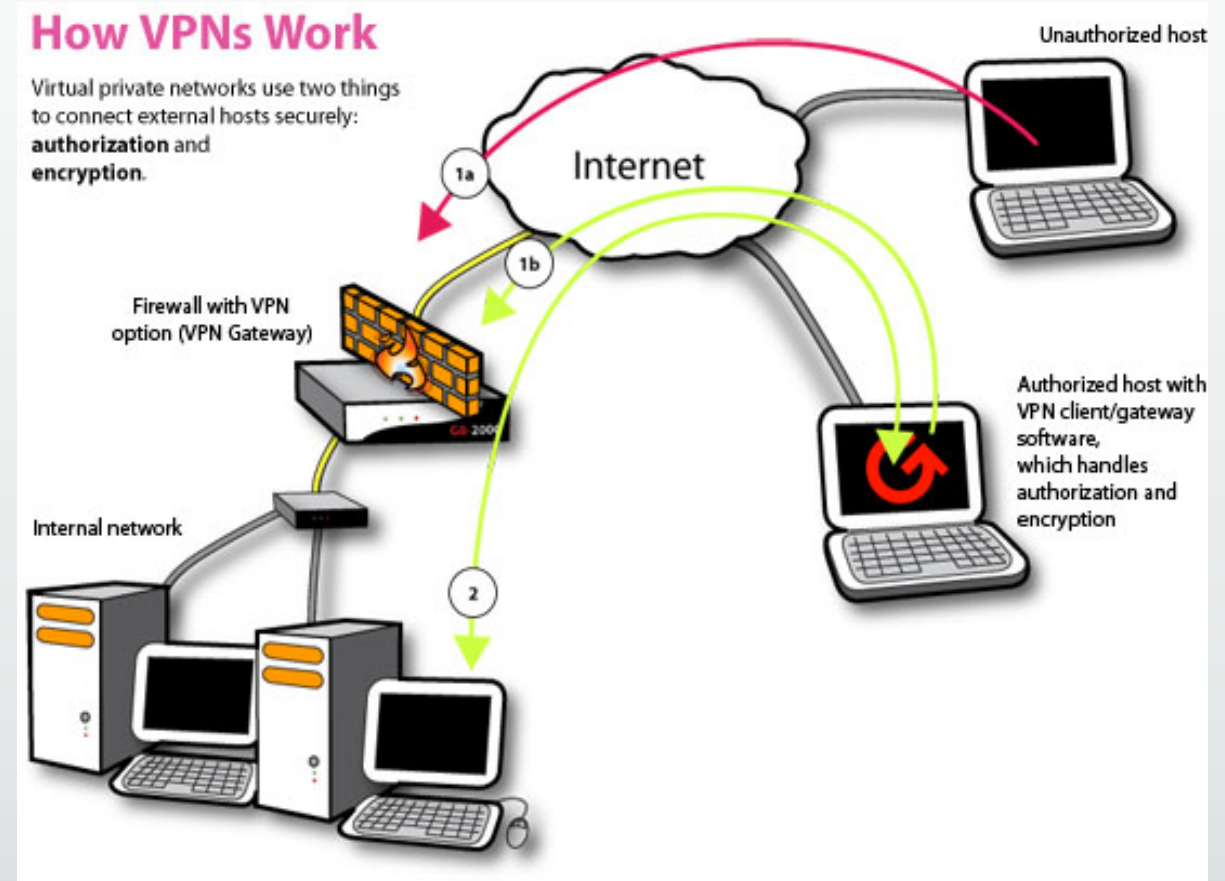 How VPNs Work
Virtual private networks use two things
to connect external hosts securely:
authorization and
encryption.
Unauthorized host
Internet
1a
1b
Firewall with VPN
option (VPN Gateway)
GB-2000
Authorized host with
VPN client/gateway
software,
which handles
authorization and
encryption
Internal network
2